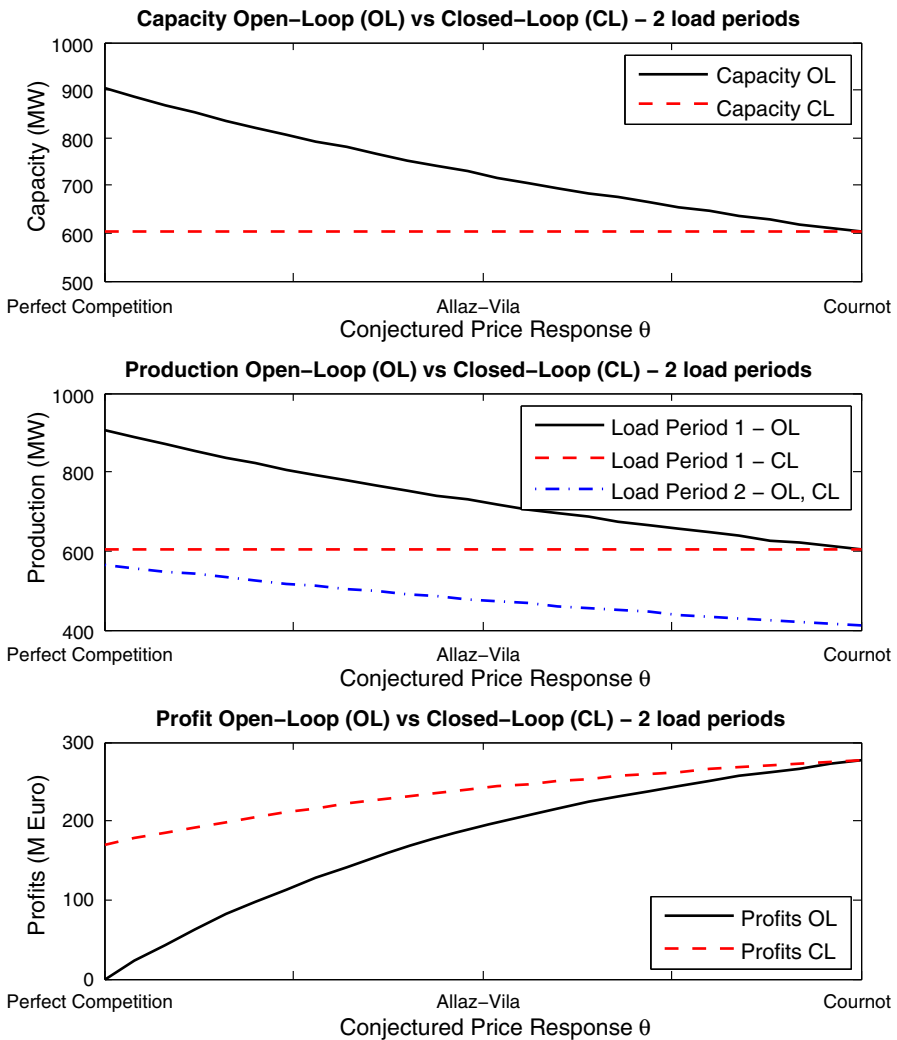 Capacity Open−Loop (OL) vs Closed−Loop (CL) − 2 load periods
1000
900
800
700
600
500
Capacity (MW)
Capacity OL
Capacity CL
Perfect Competition
Allaz−Vila
Cournot
Conjectured Price Response θ
Production Open−Loop (OL) vs Closed−Loop (CL) − 2 load periods
1000
800
600
400
Production (MW)
Load Period 1 − OL
Load Period 1 − CL
Load Period 2 − OL, CL
Perfect Competition
Allaz−Vila
Cournot
Conjectured Price Response θ
Profit Open−Loop (OL) vs Closed−Loop (CL) − 2 load periods
300
200
100
0
Profits (M Euro)
Profits OL
Profits CL
Perfect Competition
Allaz−Vila
Cournot
Conjectured Price Response θ